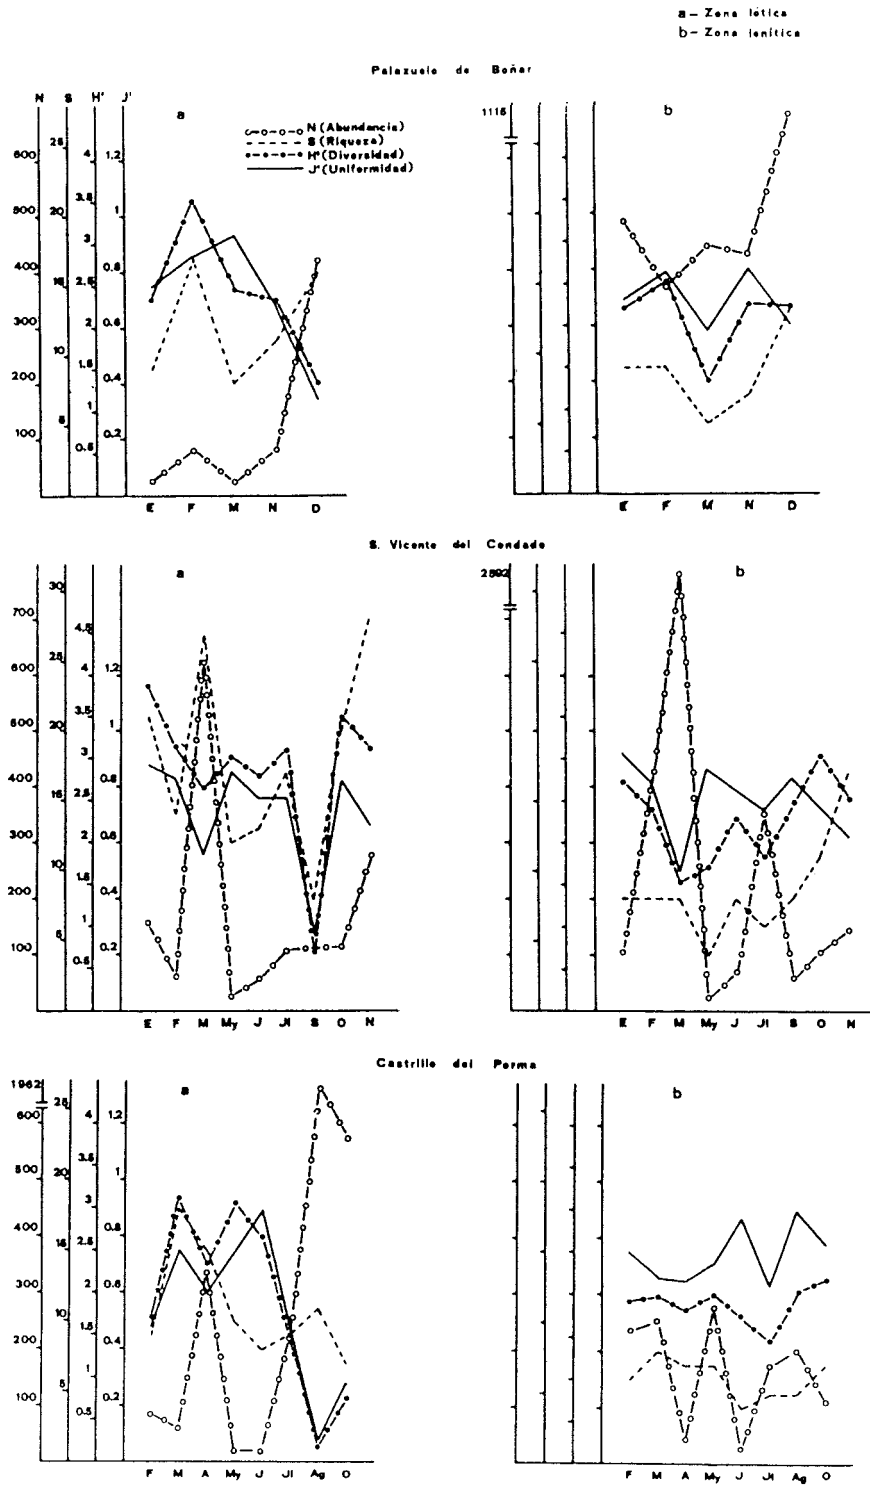 a – Zona lótica
b – Zona lenítica
Palazuelo de Boñar
N S H' J'
a
N (Abundancia)
S (Riqueza)
H' (Diversidad)
J' (Uniformidad)
25 4 1.2
600
3.5
500 20 1
3
400 15 2.5 0.8
300 2 0.6
10
200 1.5 0.4
1
100 5 0.2
0.5
E F M N D
1115
b
E F M N D
S. Vicente del Condado
a
30
700
4.5
25
600 4 1.2
20 3.5
500 1
3
400 15 2.5 0.8
300 2 0.6
10
200 1.5 0.4
1
100 5 0.2
0.5
E F M My J Jl S O N
2892
b
E F M My J Jl S O N
Castrillo del Porma
1962
a
25
600 4 1.2
3.5
500 20 1
3
400 15 2.5 0.8
300 2 0.6
10
200 1.5 0.4
1
100 5 0.2
0.5
F M A My J Jl Ag O
b
F M A My J Jl Ag O